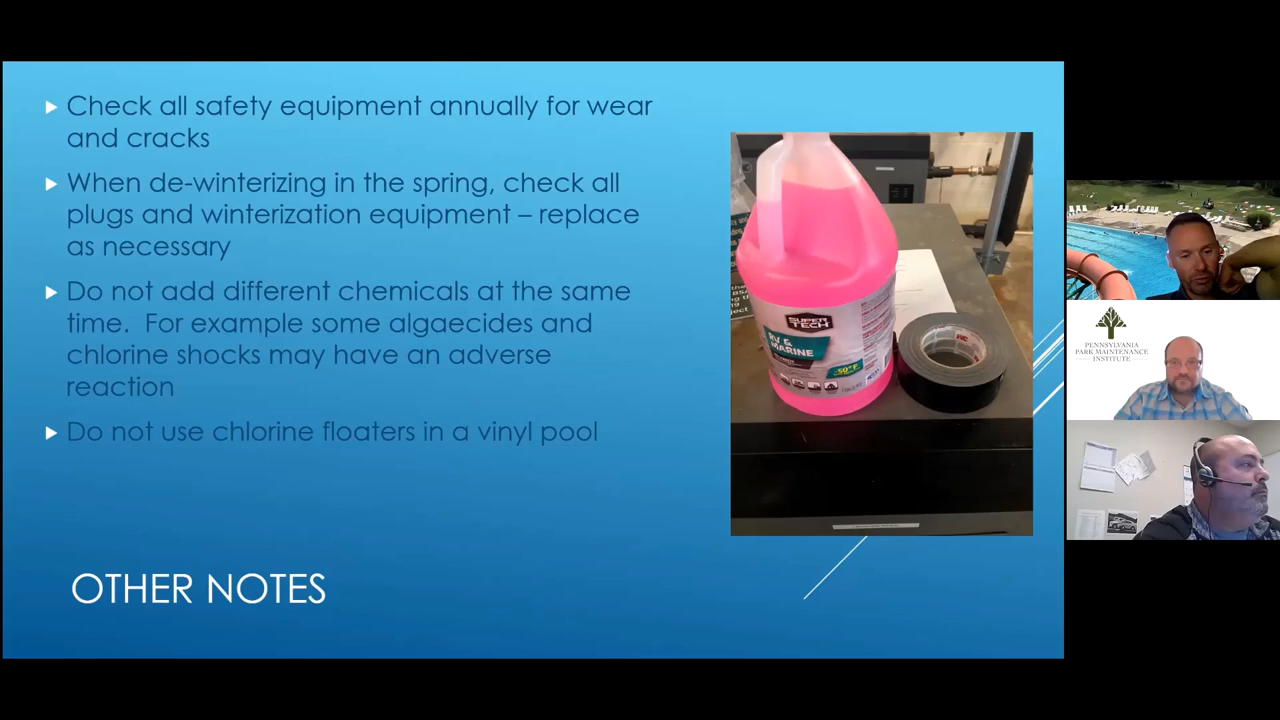 Check all safety equipment annually for wear
and cracks
When de-winterizing in the spring, check all
plugs and winterization equipment – replace
as necessary
Do not add different chemicals at the same
time. For example some algaecides and
chlorine shocks may have an adverse
reaction
Do not use chlorine floaters in a vinyl pool
OTHER NOTES
SUPER
TECH
RV &
MARINE
-50°F
PENNSYLVANIA
PARK MAINTENANCE
INSTITUTE